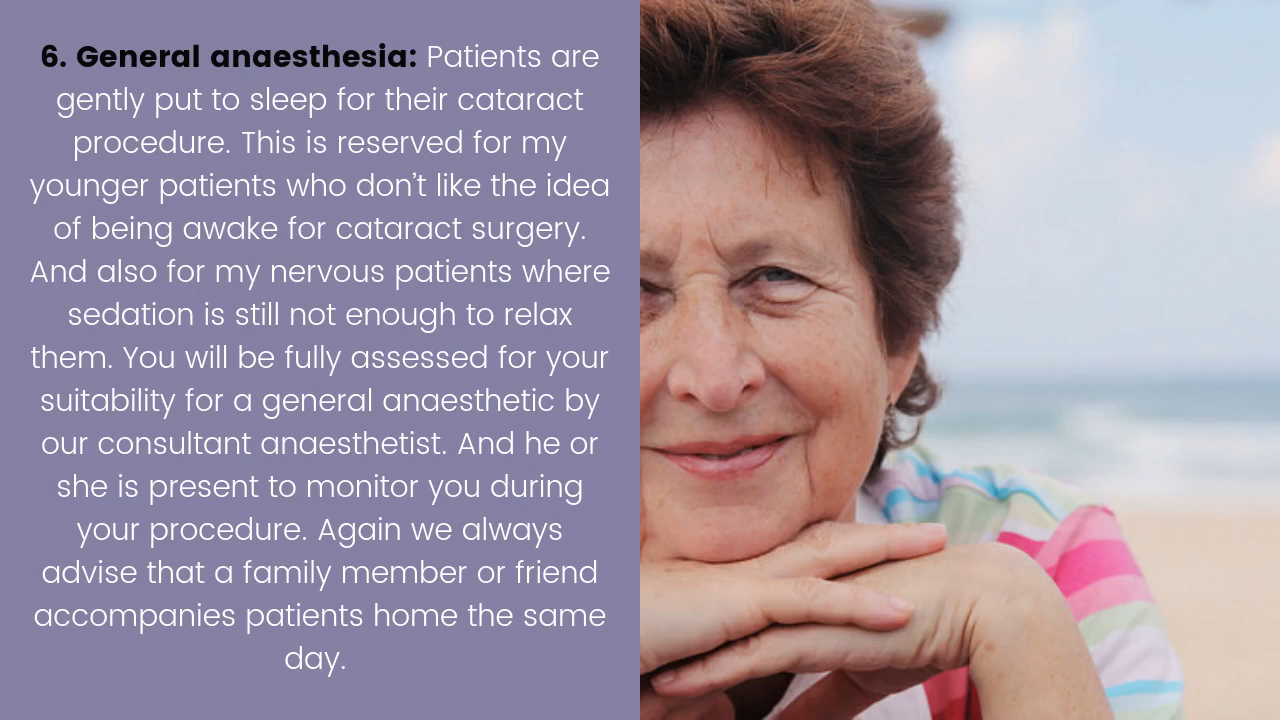 6. General anaesthesia: Patients are
gently put to sleep for their cataract
procedure. This is reserved for my
younger patients who don’t like the idea
of being awake for cataract surgery.
And also for my nervous patients where
sedation is still not enough to relax
them. You will be fully assessed for your
suitability for a general anaesthetic by
our consultant anaesthetist. And he or
she is present to monitor you during
your procedure. Again we always
advise that a family member or friend
accompanies patients home the same
day.